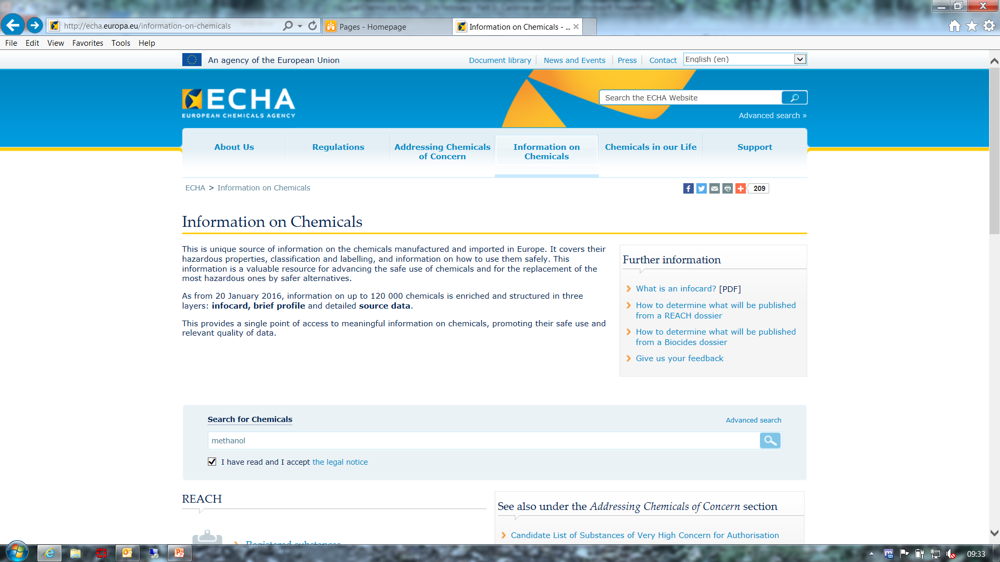 http://echa.europa.eu/information-on-chemicals
Pages - Homepage
Information on Chemicals - ...
File Edit View Favorites Tools Help
An agency of the European Union
Document library
News and Events
Press
Contact
English (en)
ECHA
EUROPEAN CHEMICALS AGENCY
Search the ECHA Website
Advanced search »
About Us
Regulations
Addressing Chemicals
of Concern
Information on
Chemicals
Chemicals in our Life
Support
ECHA > Information on Chemicals
209
Information on Chemicals
This is unique source of information on the chemicals manufactured and imported in Europe. It covers their
hazardous properties, classification and labelling, and information on how to use them safely. This
information is a valuable resource for advancing the safe use of chemicals and for the replacement of the
most hazardous ones by safer alternatives.
As from 20 January 2016, information on up to 120 000 chemicals is enriched and structured in three
layers: infocard, brief profile and detailed source data.
This provides a single point of access to meaningful information on chemicals, promoting their safe use and
relevant quality of data.
Further information
What is an infocard? [PDF]
How to determine what will be published
from a REACH dossier
How to determine what will be published
from a Biocides dossier
Give us your feedback
Search for Chemicals
Advanced search
methanol
I have read and I accept the legal notice
REACH
Registered substances
See also under the Addressing Chemicals of Concern section
Candidate List of Substances of Very High Concern for Authorisation
09:33